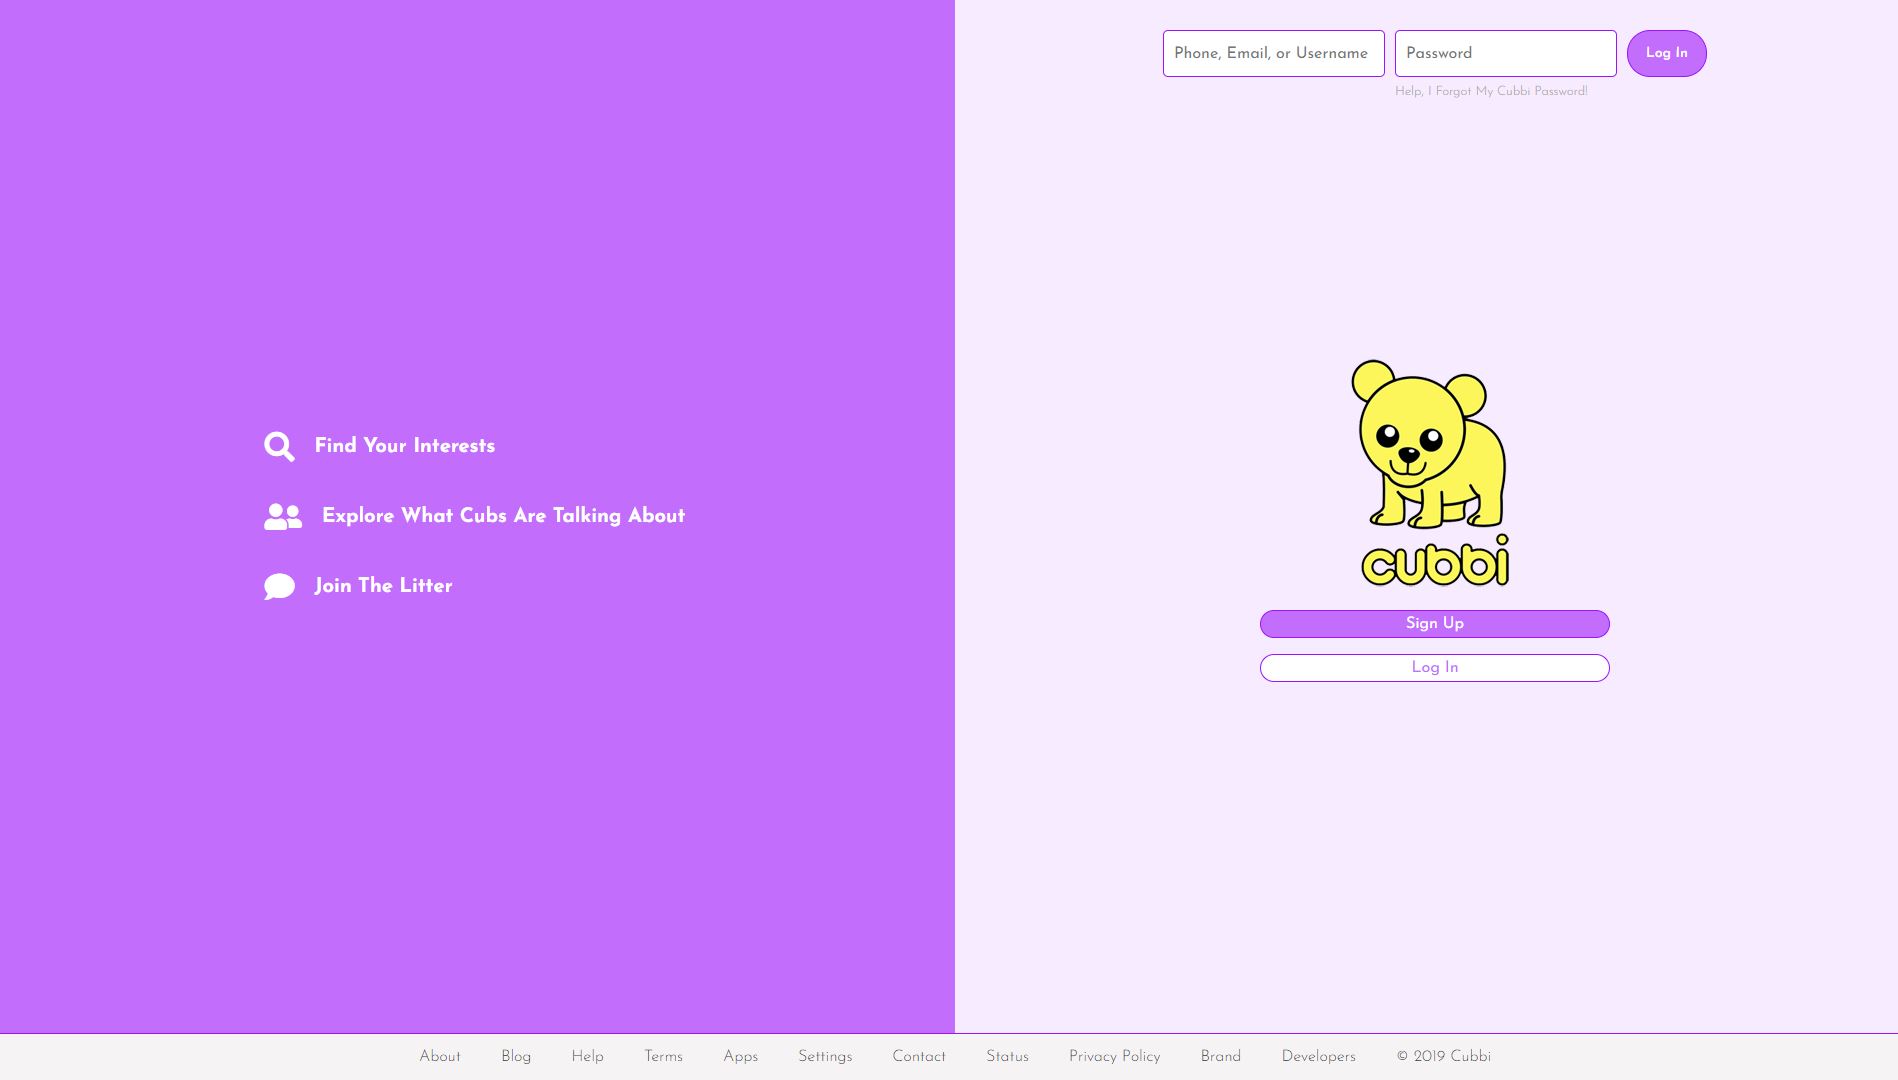 Phone, Email, or Username
Password
Log In
Help, I Forgot My Cubbi Password!
Find Your Interests
Explore What Cubs Are Talking About
Join The Litter
cubbi
Sign Up
Log In
About Blog Help Terms Apps Settings Contact Status Privacy Policy Brand Developers © 2019 Cubbi